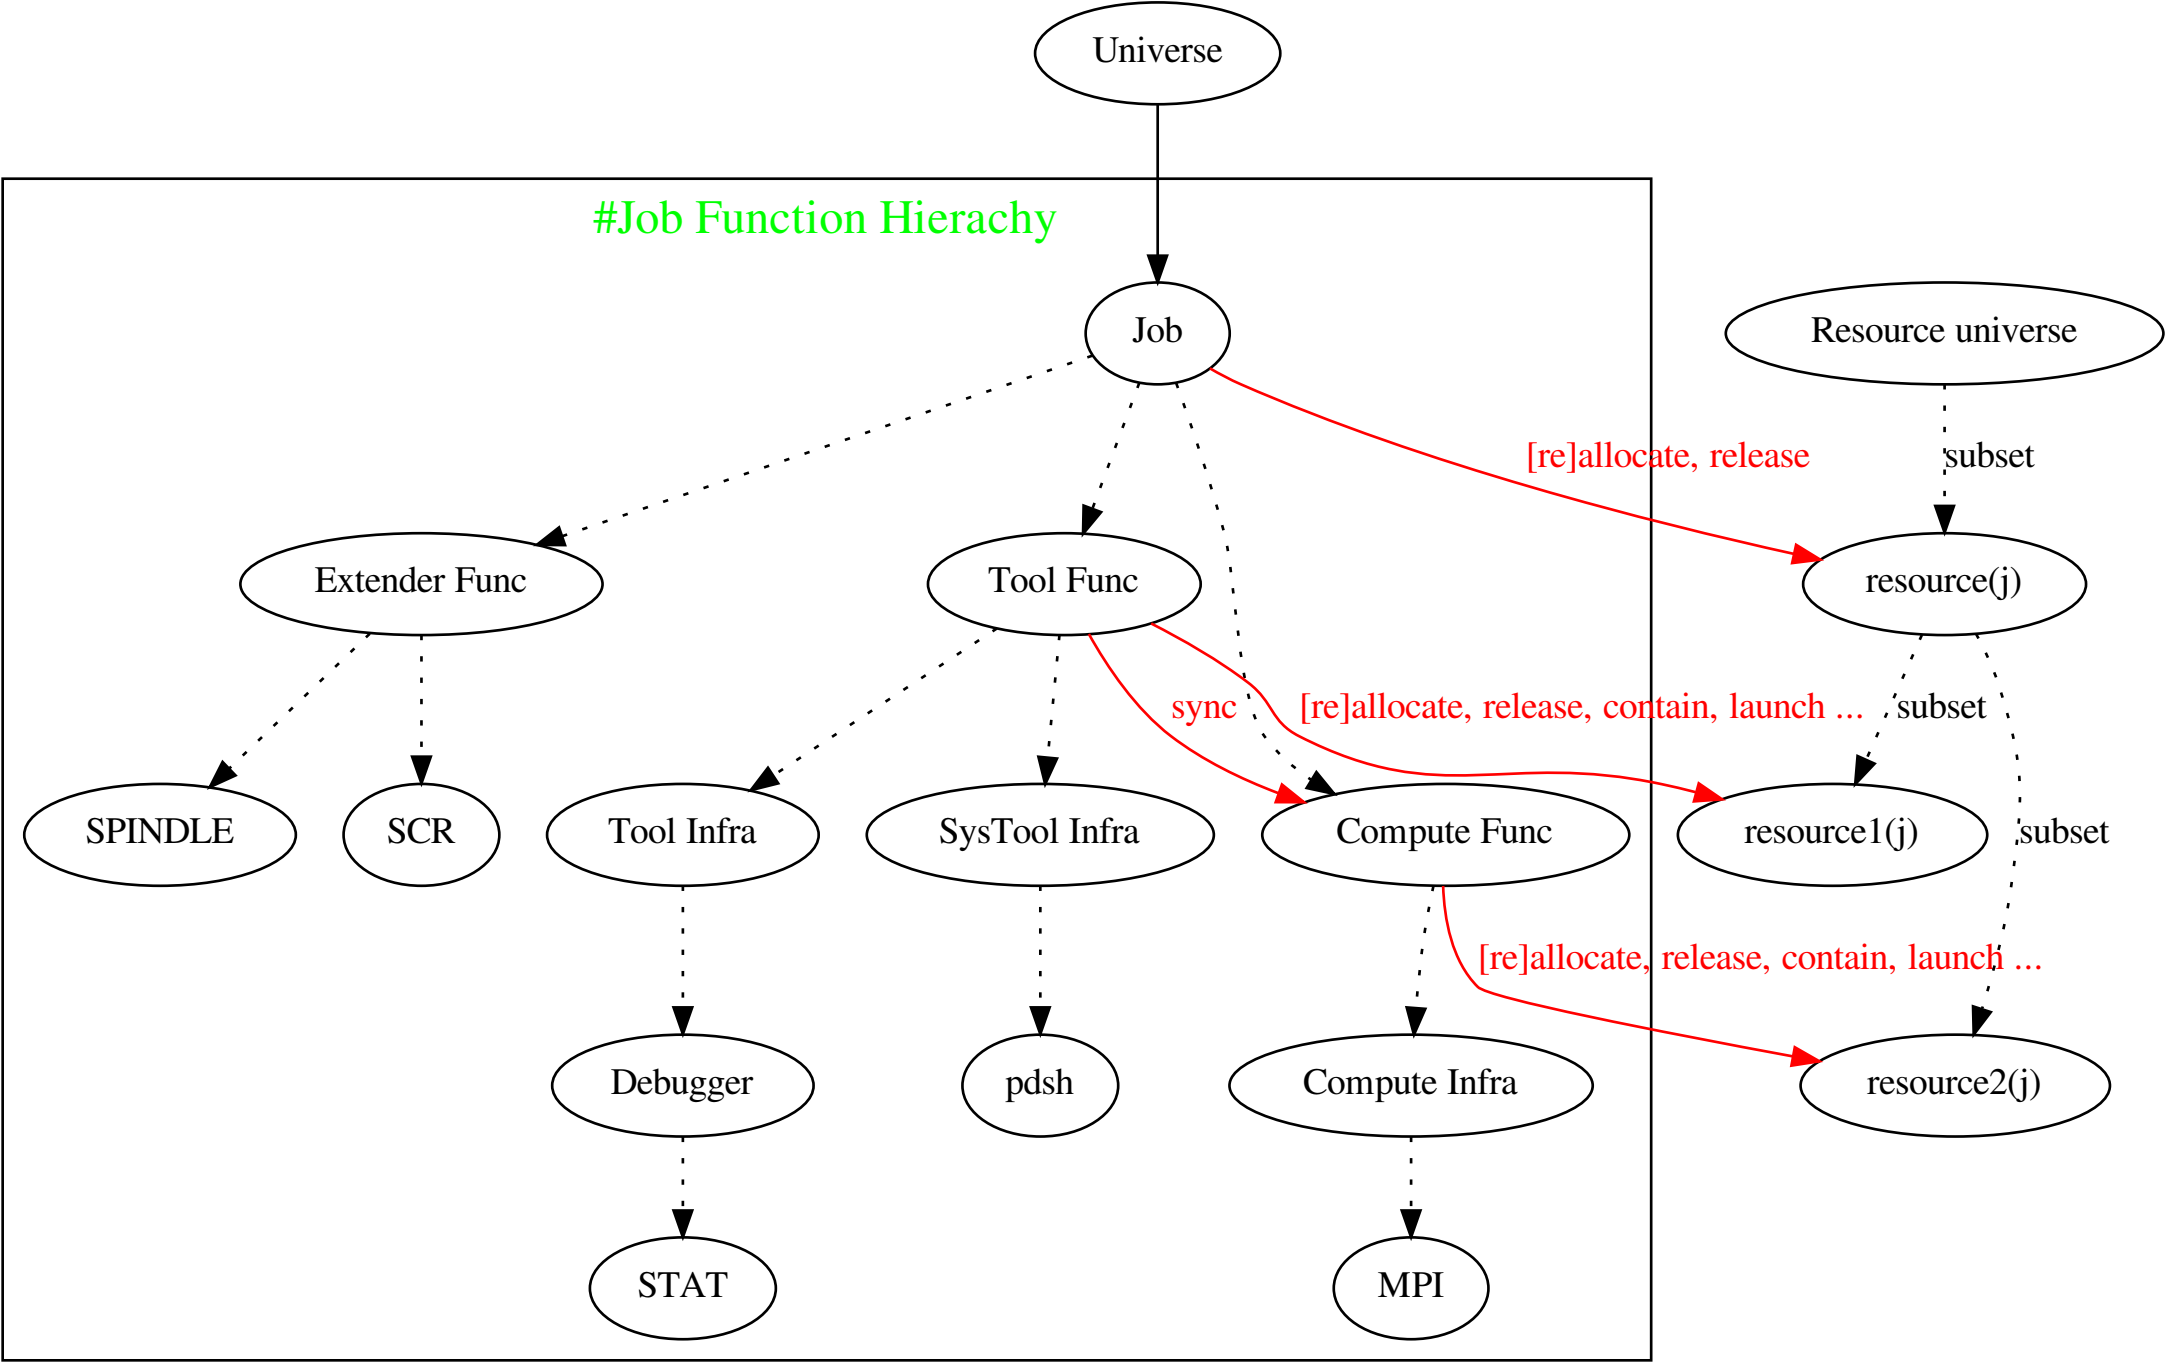 Universe
#Job Function Hierachy
Job
Resource universe
[re]allocate, release
subset
Extender Func
Tool Func
resource(j)
sync
[re]allocate, release, contain, launch ...
subset
SPINDLE
SCR
Tool Infra
SysTool Infra
Compute Func
resource1(j)
subset
[re]allocate, release, contain, launch ...
Debugger
pdsh
Compute Infra
resource2(j)
STAT
MPI